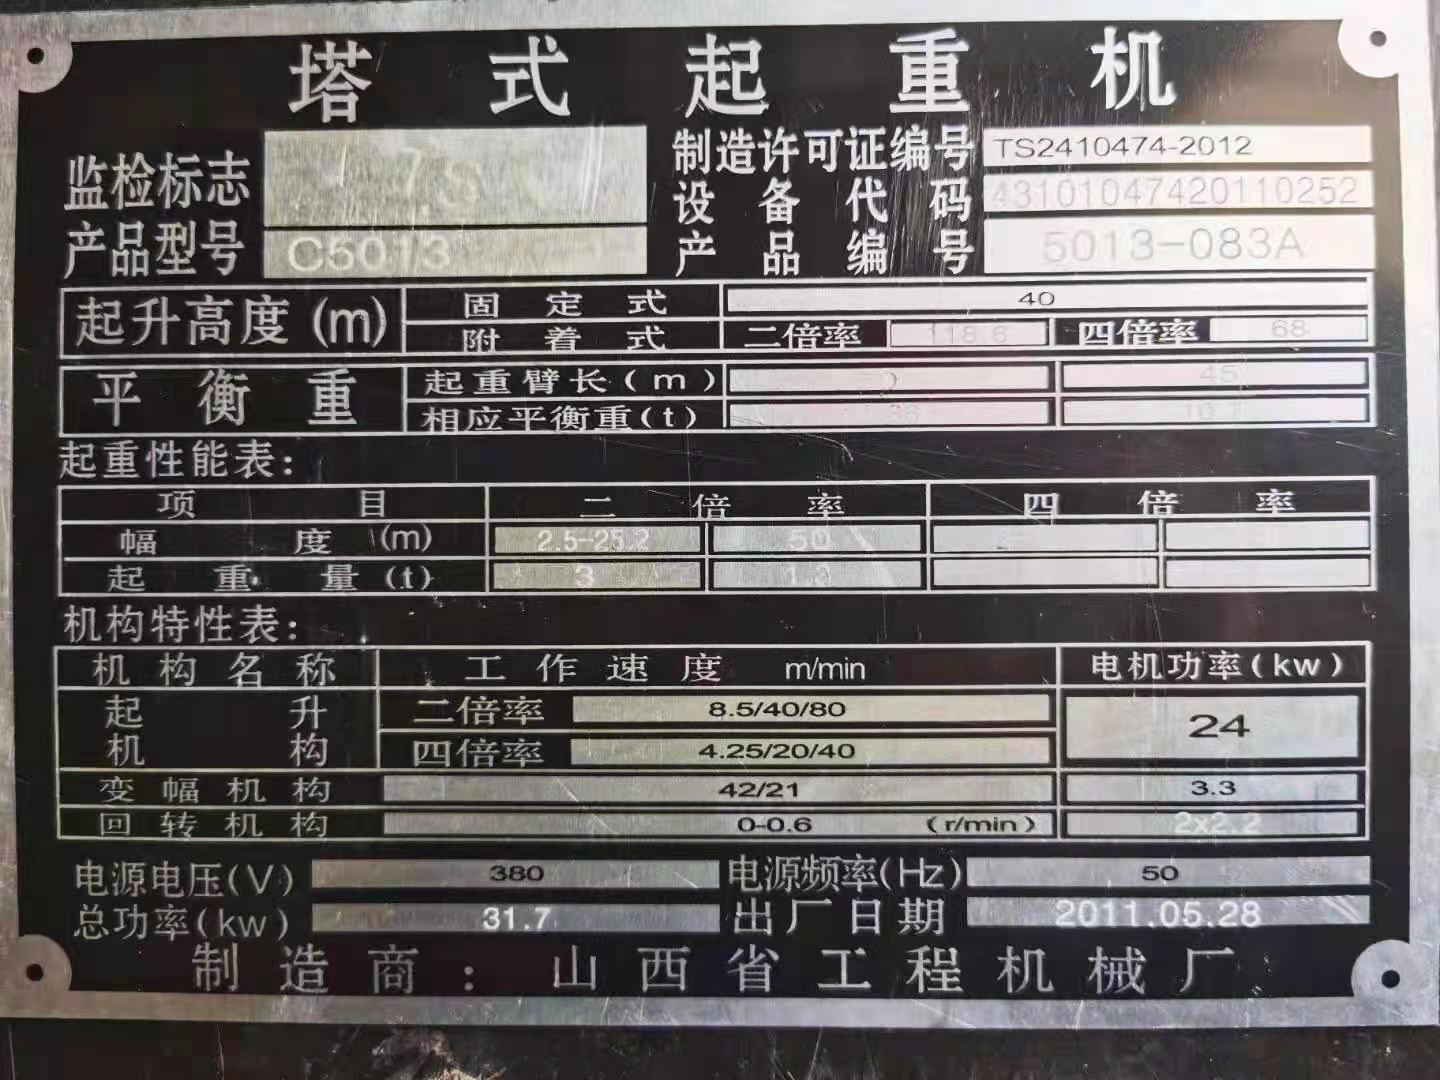 塔式起重机
监检标志 TS 制造许可证编号 TS2410474-2012
设备代码 43101047420110252
产品型号 C5013 产品编号 5013-083A
起升高度(m) 固定式 40
附着式 二倍率 118.6 四倍率 68
平衡重 起重臂长(m) 45
相应平衡重(t)
起重性能表:
项目 二倍率 四倍率
幅度(m) 2.5-25.2 50
起重量(t) 3 1.3
机构特性表:
机构名称 工作速度 m/min 电机功率(kw)
起升机构 二倍率 8.5/40/80 24
四倍率 4.25/20/40
变幅机构 42/21 3.3
回转机构 0-0.6 (r/min) 2x2.2
电源电压(V) 380 电源频率(Hz) 50
总功率(kw) 31.7 出厂日期 2011.05.28
制造商:山西省工程机械厂